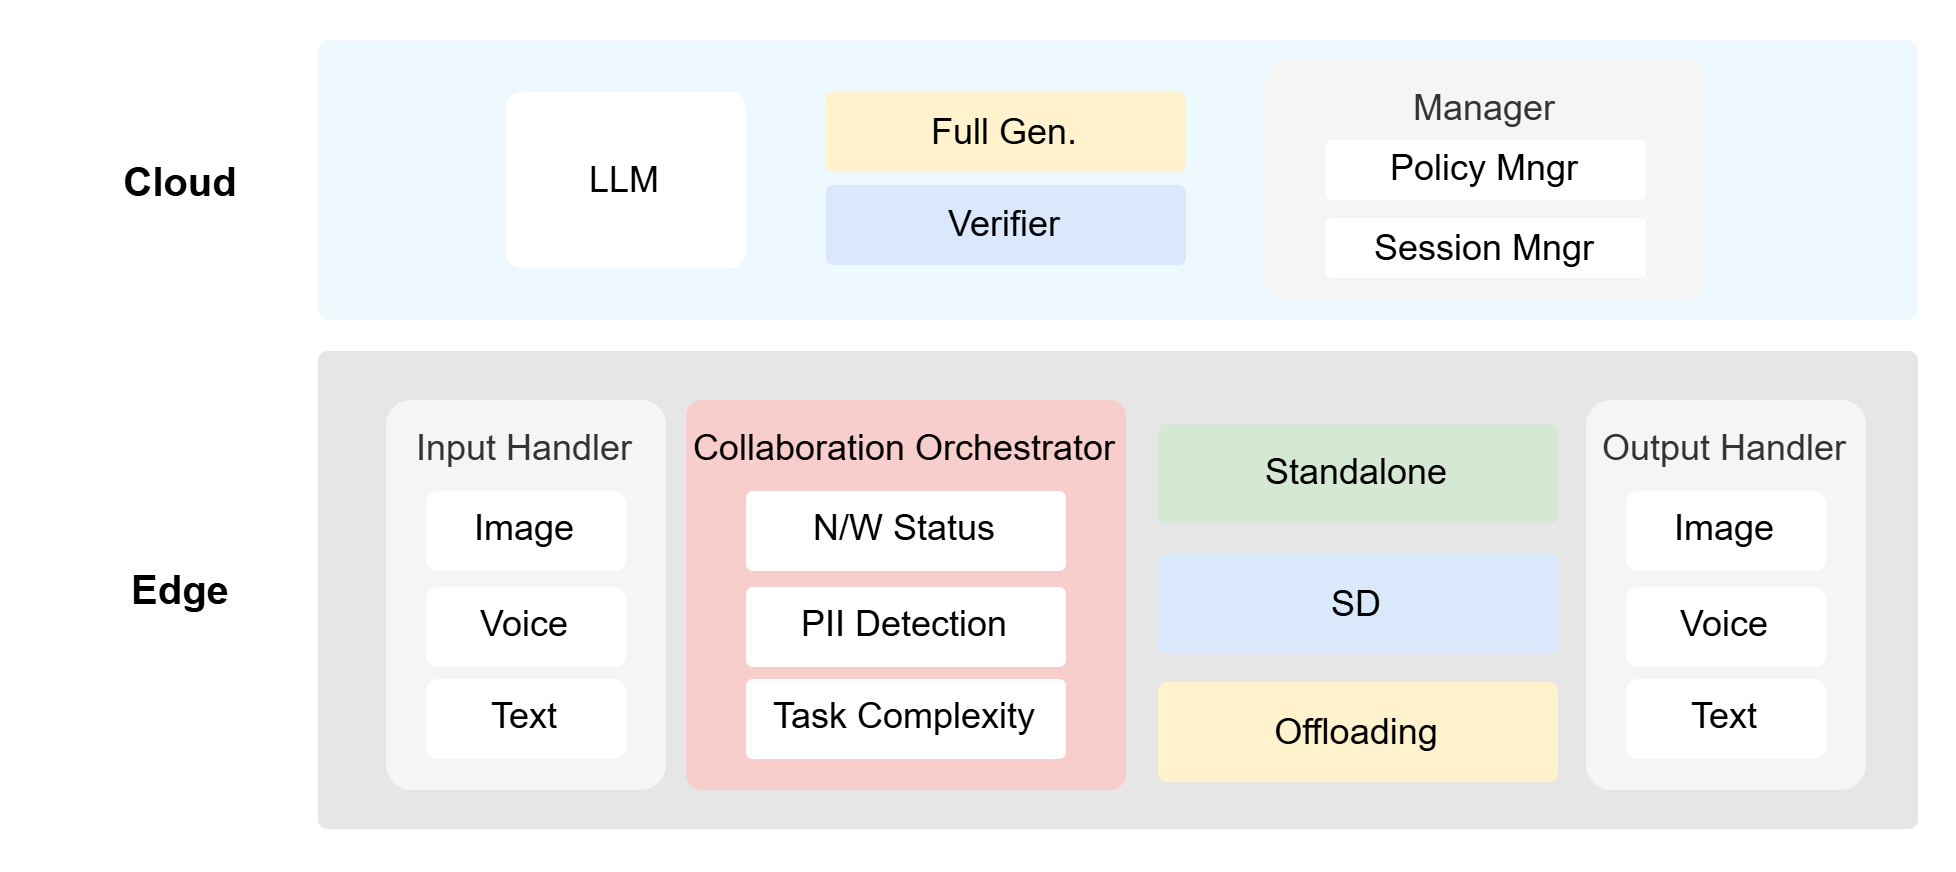 Cloud
LLM
Full Gen.
Verifier
Manager
Policy Mngr
Session Mngr
Edge
Input Handler
Image
Voice
Text
Collaboration Orchestrator
N/W Status
PII Detection
Task Complexity
Standalone
SD
Offloading
Output Handler
Image
Voice
Text